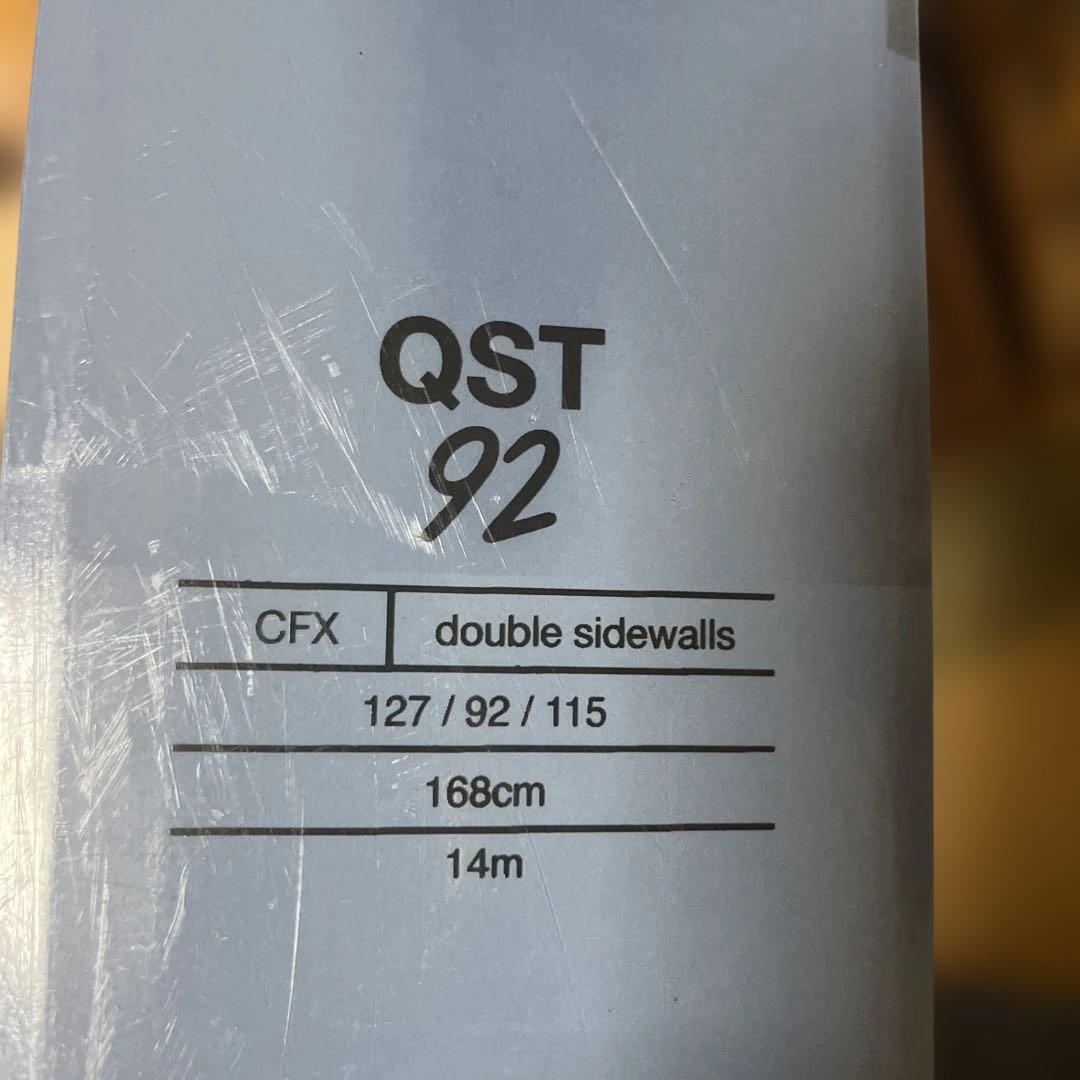 QST
92
CFX double sidewalls
127 / 92 / 115
168cm
14m